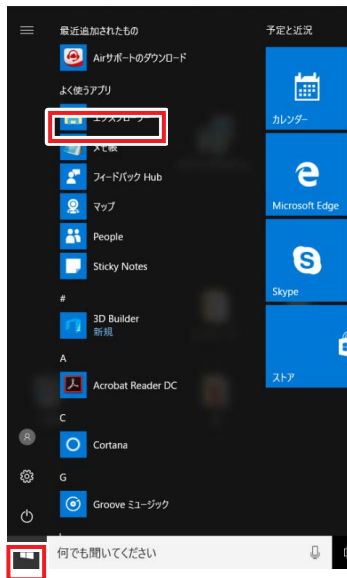 最近追加されたもの
予定と近況
Airサポートのダウンロード
よく使うアプリ
エクスプローラー
カレンダー
メモ帳
フィードバック Hub
マップ
Microsoft Edge
People
Sticky Notes
Skype
#
3D Builder
新規
A
Acrobat Reader DC
ストア
C
Cortana
G
Groove ミュージック
何でも聞いてください